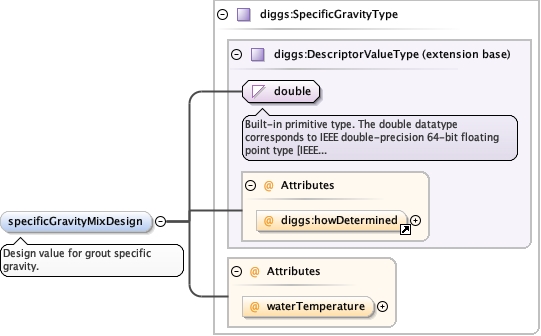 diggs:SpecificGravityType
diggs:DescriptorValueType (extension base)
double
Built-in primitive type. The double datatype
corresponds to IEEE double-precision 64-bit floating
point type [IEEE...
@ Attributes
diggs:howDetermined
specificGravityMixDesign
Design value for grout specific
gravity.
@ Attributes
waterTemperature